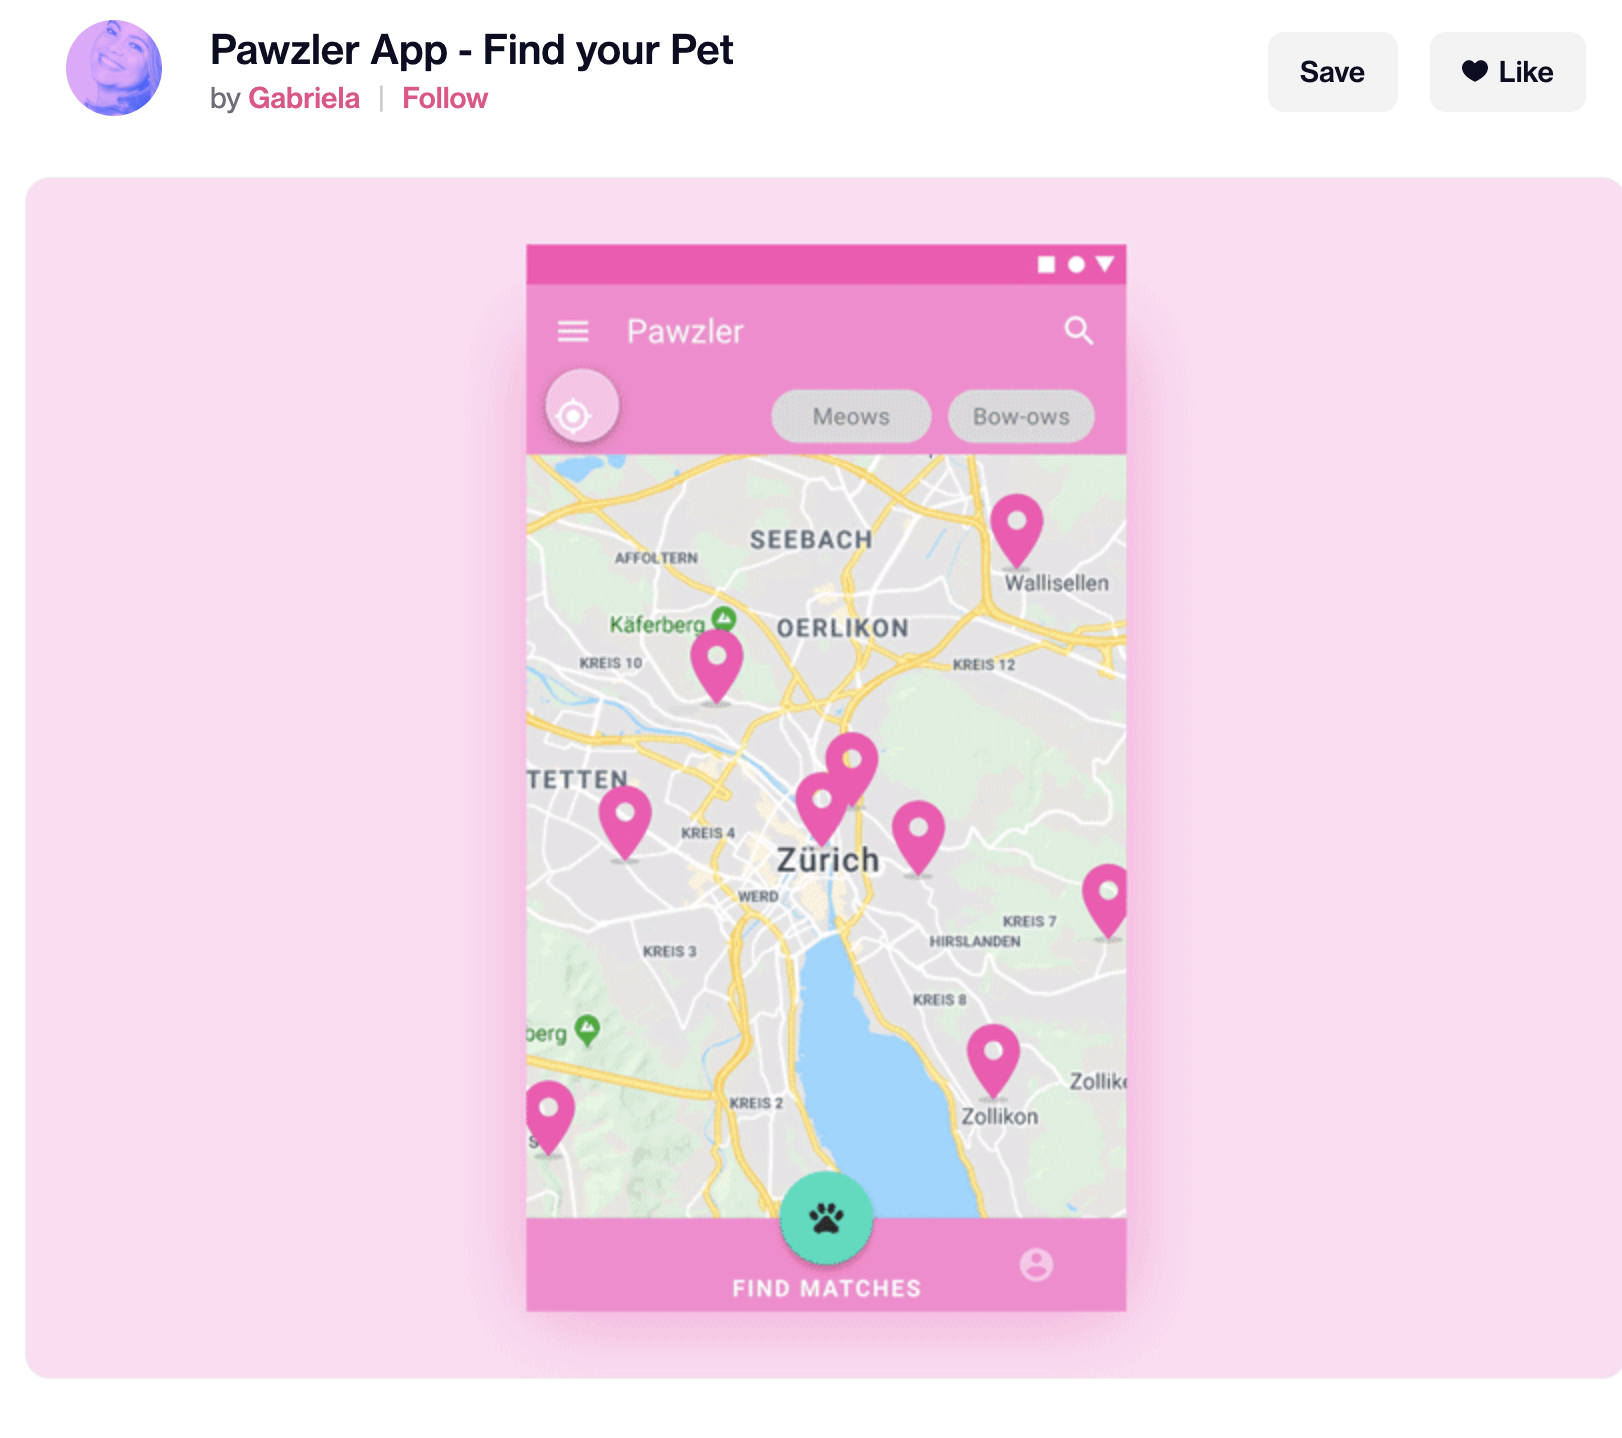 Pawzler App - Find your Pet
by Gabriela | Follow
Save
Like
Pawzler
Meows
Bow-ows
SEEBACH
AFFOLTERN
Wallisellen
Käferberg
OERLIKON
KREIS 10
KREIS 12
TETTEN
KREIS 4
Zürich
WERD
KREIS 7
HIRSLANDEN
KREIS 3
KREIS 8
berg
Zollike
KREIS 2
Zollikon
FIND MATCHES